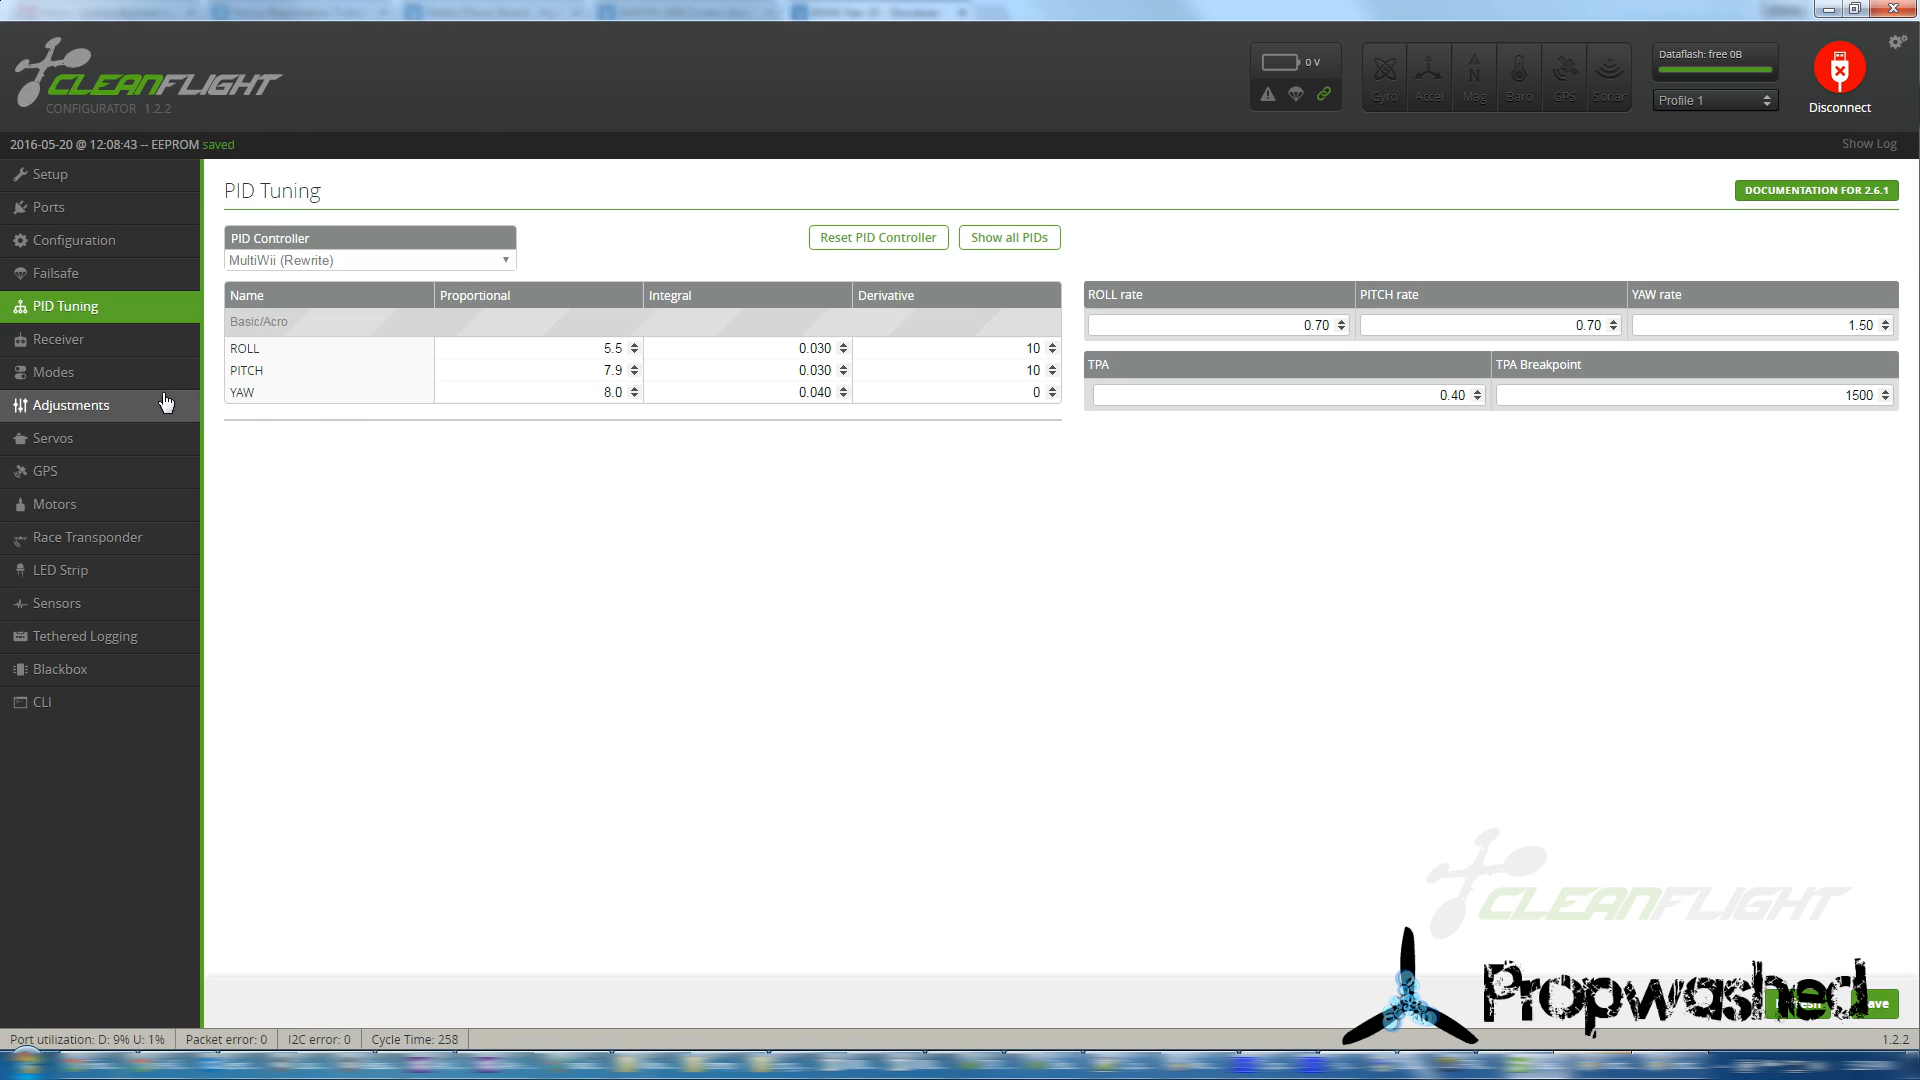 CLEANFLIGHT
CONFIGURATOR 1.2.2
0 V
Gyro Accel Mag Baro GPS Sonar
Dataflash: free 0B
Profile 1
Disconnect
2016-05-20 @ 12:08:43 -- EEPROM saved
Show Log
Setup
Ports
Configuration
Failsafe
PID Tuning
Receiver
Modes
Adjustments
Servos
GPS
Motors
Race Transponder
LED Strip
Sensors
Tethered Logging
Blackbox
CLI
PID Tuning
DOCUMENTATION FOR 2.6.1
PID Controller
MultiWii (Rewrite)
Reset PID Controller Show all PIDs
Name Proportional Integral Derivative
Basic/Acro
ROLL 5.5 0.030 10
PITCH 7.9 0.030 10
YAW 8.0 0.040 0
ROLL rate PITCH rate YAW rate
0.70 0.70 1.50
TPA TPA Breakpoint
0.40 1500
CLEANFLIGHT
Propwashed
Port utilization: D: 9% U: 1% Packet error: 0 I2C error: 0 Cycle Time: 258
1.2.2